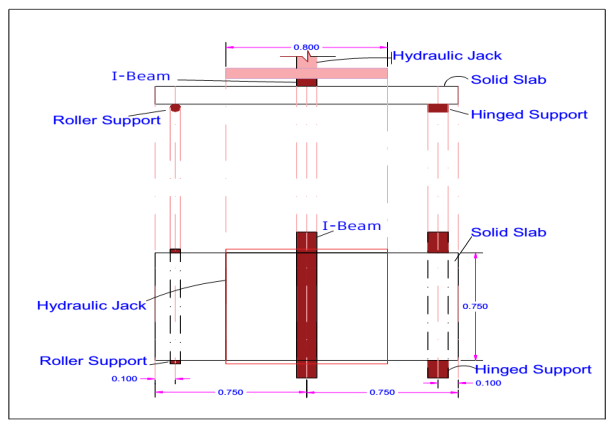 0.800
Hydraulic Jack
I-Beam
Solid Slab
Roller Support
Hinged Support
I-Beam
Solid Slab
Hydraulic Jack
0.750
Roller Support
Hinged Support
0.100
0.750
0.750
0.100